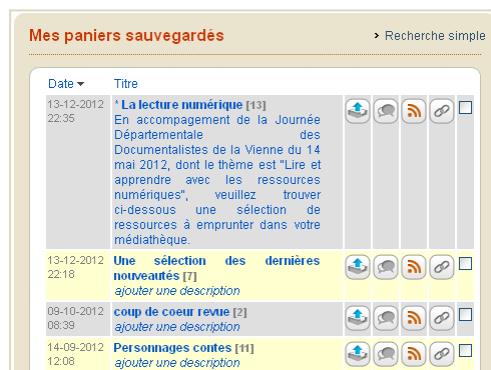 Mes paniers sauvegardés
Recherche simple
Date Titre
13-12-2012 * La lecture numérique [13]
22:35 En accompagement de la Journée
Départementale des
Documentalistes de la Vienne du 14
mai 2012, dont le thème est "Lire et
apprendre avec les ressources
numériques", veuillez trouver
ci-dessous une sélection de
ressources à emprunter dans votre
médiathèque.
13-12-2012 Une sélection des dernières
22:18 nouveautés [7]
ajouter une description
09-10-2012 coup de coeur revue [2]
08:39 ajouter une description
14-09-2012 Personnages contes [11]
12:08 ajouter une description